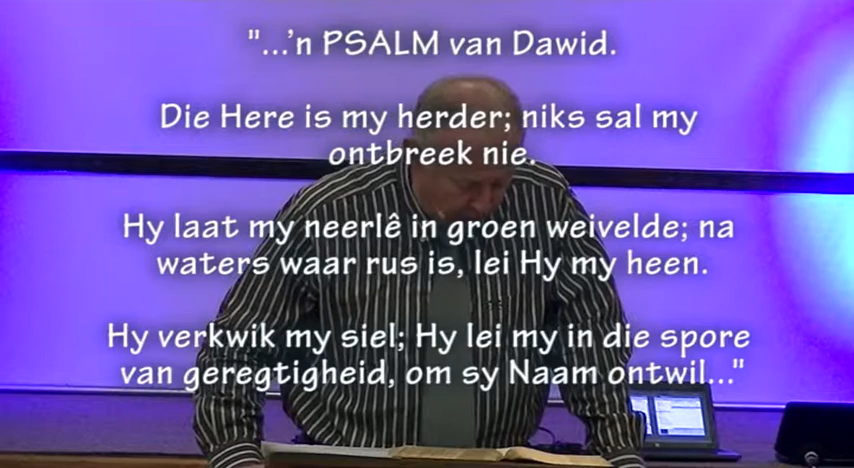 "...'n PSALM van Dawid.
Die Here is my herder; niks sal my
ontbreek nie.
Hy laat my neerlê in groen weivelde; na
waters waar rus is, lei Hy my heen.
Hy verkwik my siel; Hy lei my in die spore
van geregtigheid, om sy Naam ontwil..."